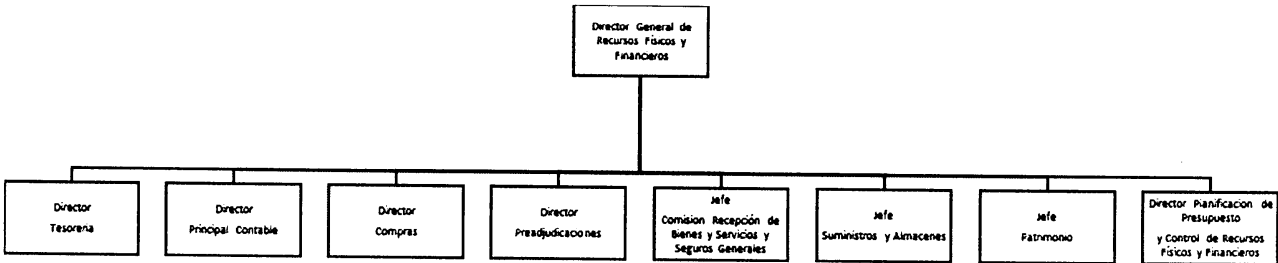 Director General de
Recursos Físicos y
Financieros
Director
Tesoreria
Director
Principal Contable
Director
Compras
Director
Preadjudicaciones
Jefe
Comision Recepción de
Bienes y Servicios y
Seguros Generales
Jefe
Suministros y Almacenes
Jefe
Patrimonio
Director Planificacion de
Presupuesto
y Control de Recursos
Físicos y Financieros